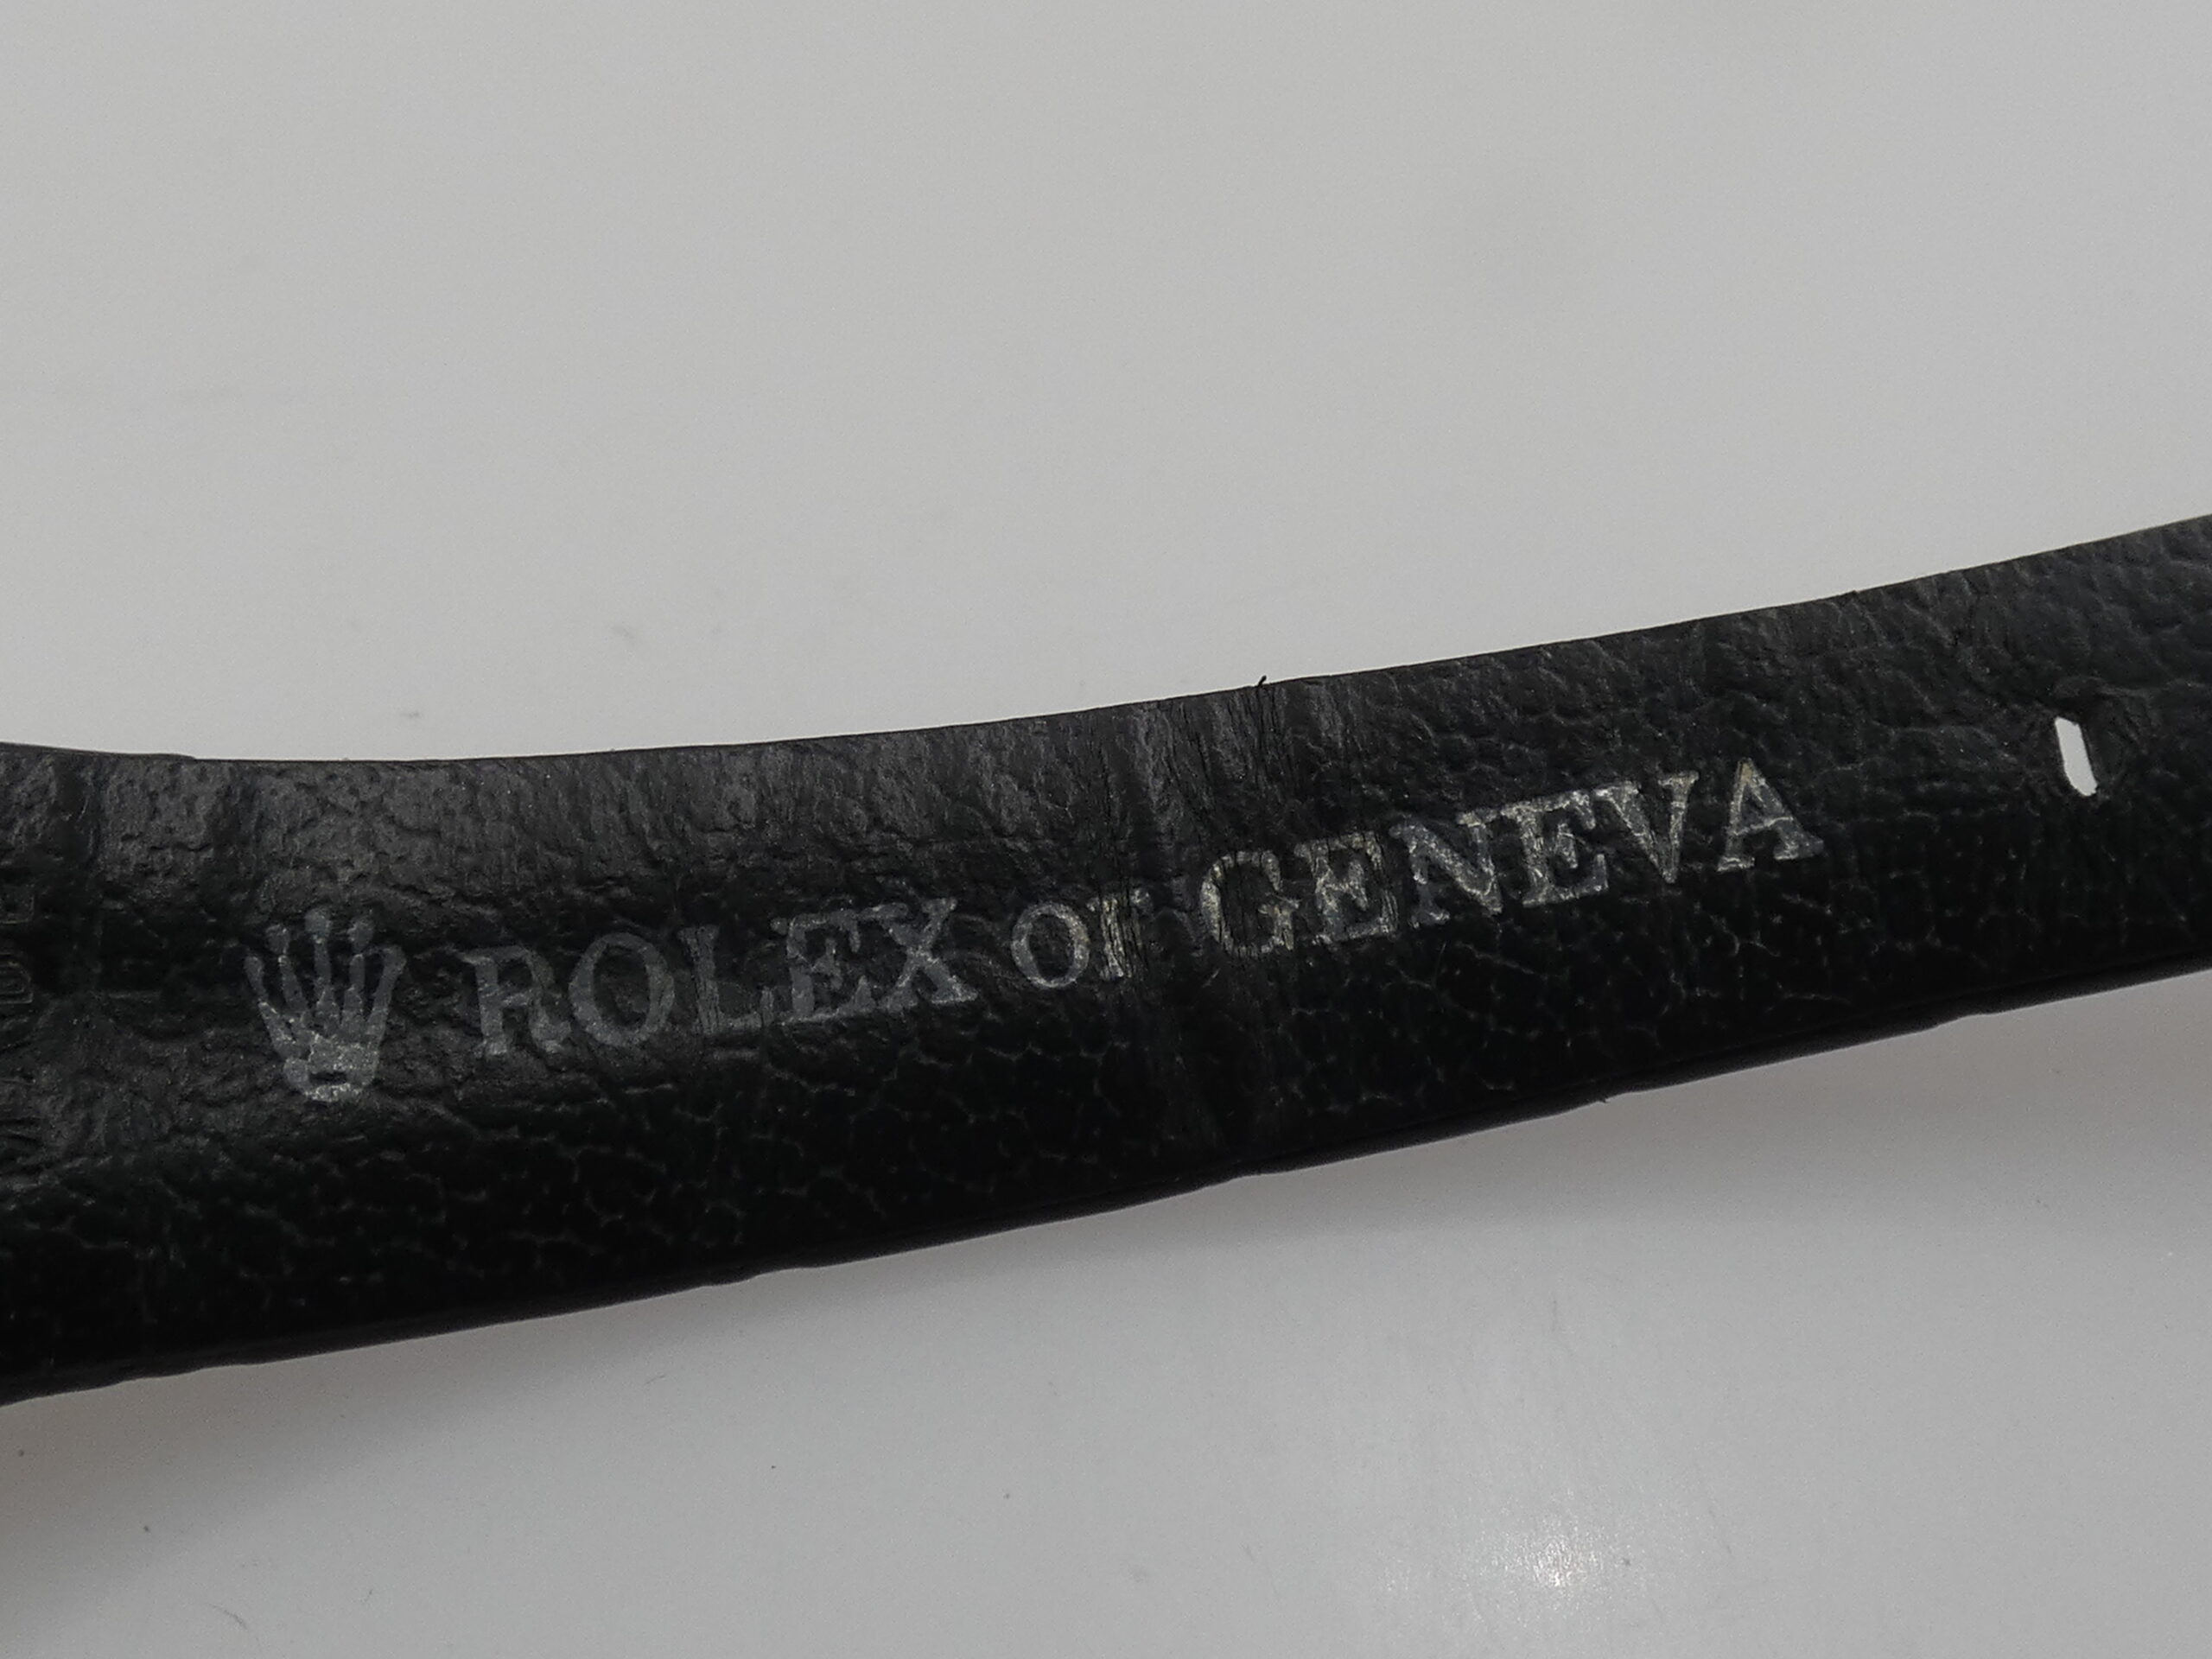 ROLEX OF GENEVA